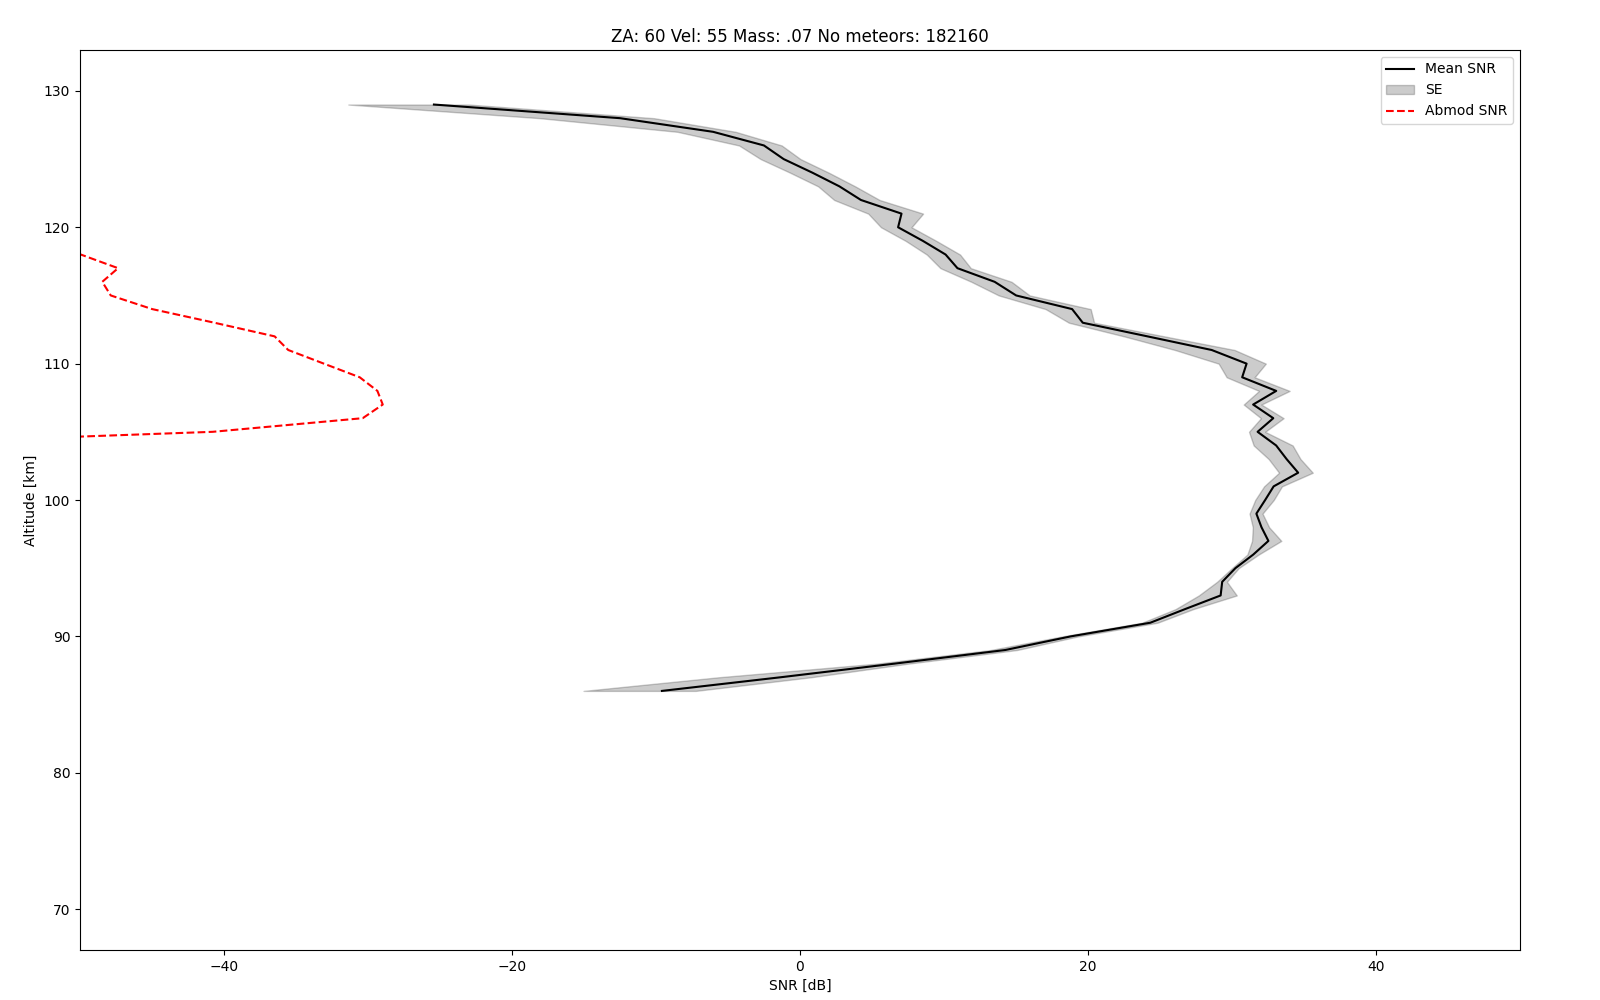 ZA: 60 Vel: 55 Mass: .07 No meteors: 182160
Mean SNR
SE
Abmod SNR
130
120
110
100
90
80
70
Altitude [km]
−40
−20
0
20
40
SNR [dB]